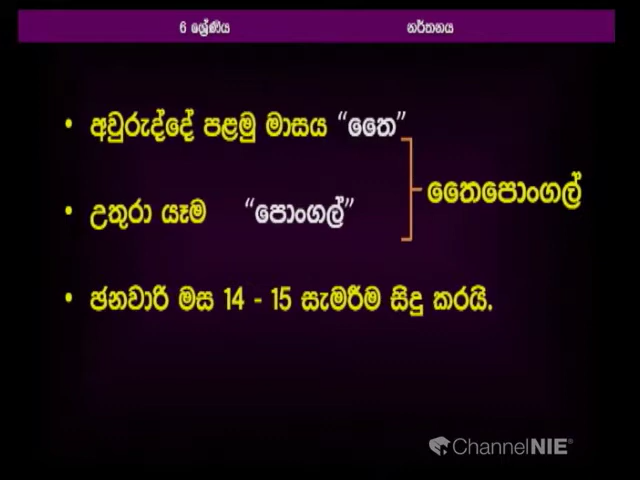 6 ශ්‍රේණිය නර්තනය
• අවුරුද්දේ පළමු මාසය “තෛ”
තෛපොංගල්
• උතුරා යෑම “පොංගල්”
• ජනවාරි මස 14 - 15 සැමරීම සිදු කරයි.
ChannelNIE